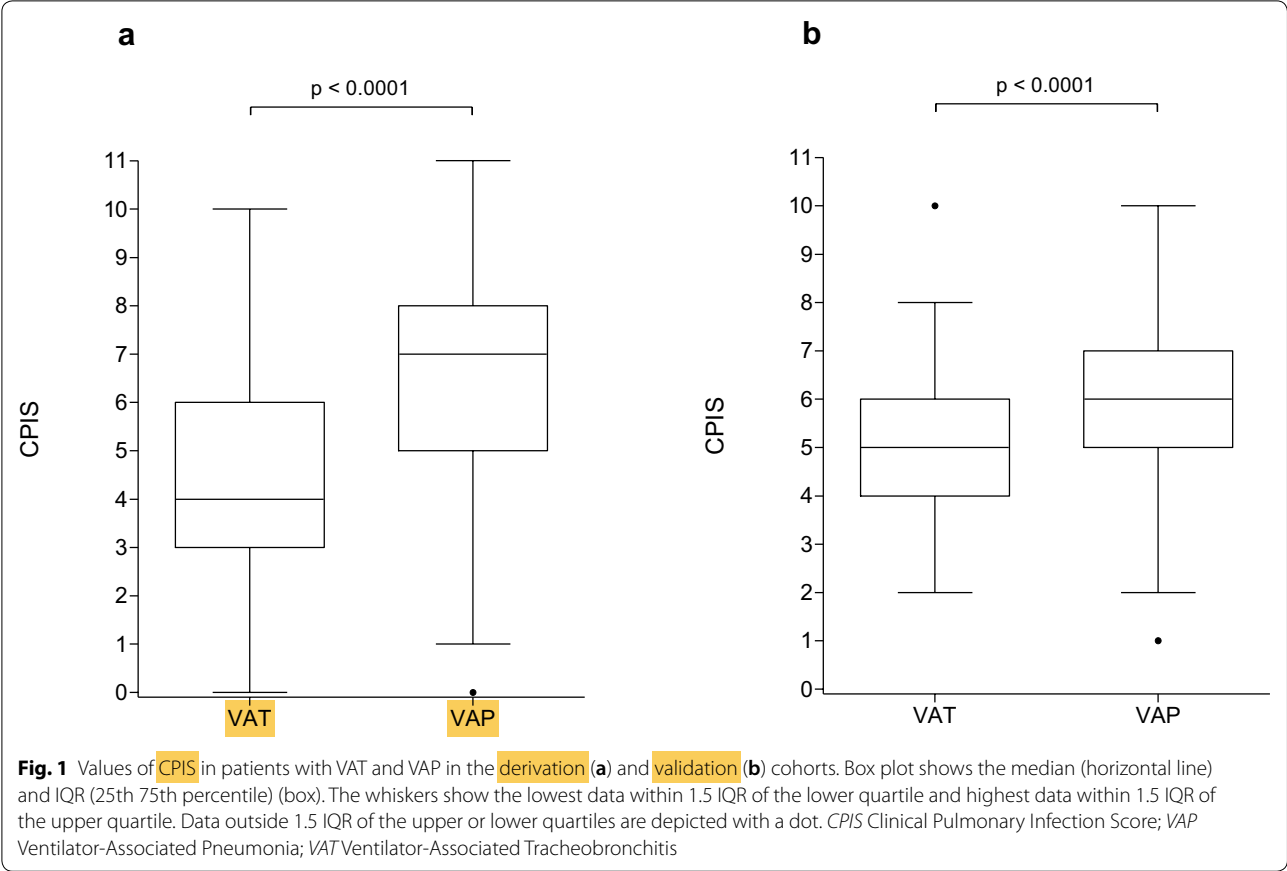 a
p < 0.0001
11
10
9
8
7
6
5
4
3
2
1
0
CPIS
VAT VAP
b
p < 0.0001
11
10
9
8
7
6
5
4
3
2
1
0
CPIS
VAT VAP
Fig. 1 Values of CPIS in patients with VAT and VAP in the derivation (a) and validation (b) cohorts. Box plot shows the median (horizontal line)
and IQR (25th 75th percentile) (box). The whiskers show the lowest data within 1.5 IQR of the lower quartile and highest data within 1.5 IQR of
the upper quartile. Data outside 1.5 IQR of the upper or lower quartiles are depicted with a dot. CPIS Clinical Pulmonary Infection Score; VAP
Ventilator-Associated Pneumonia; VAT Ventilator-Associated Tracheobronchitis